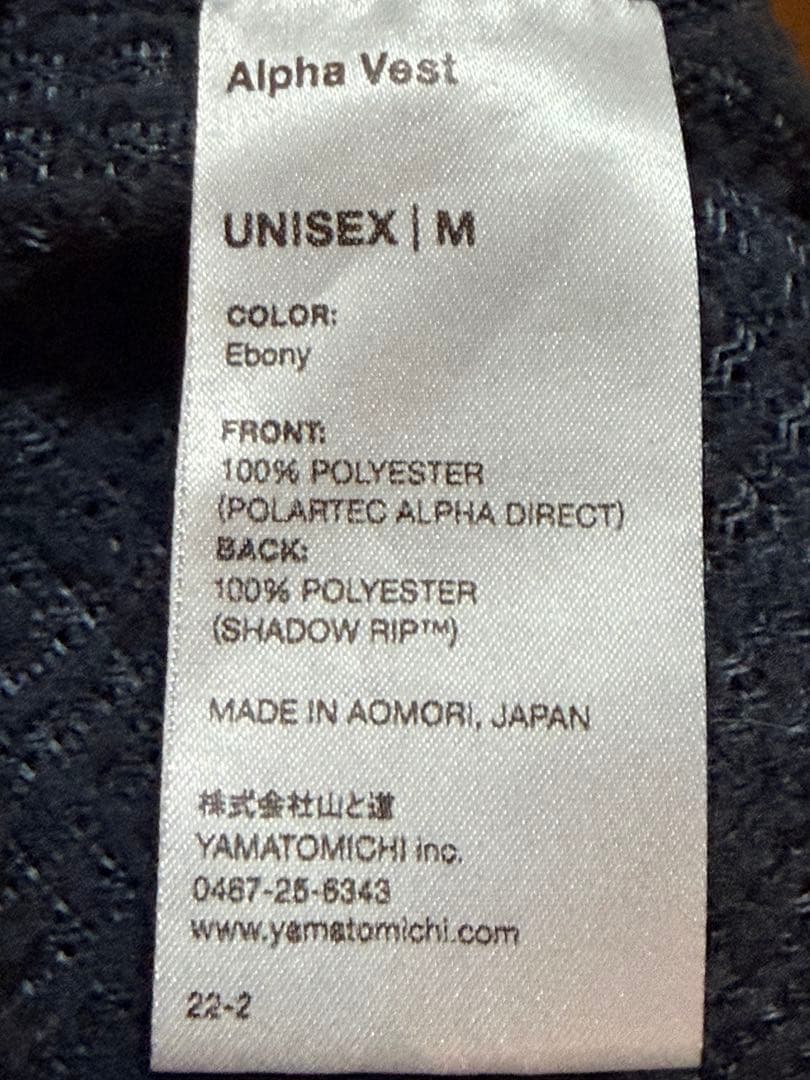 Alpha Vest
UNISEX | M
COLOR:
Ebony
FRONT:
100% POLYESTER
(POLARTEC ALPHA DIRECT)
BACK:
100% POLYESTER
(SHADOW RIP™)
MADE IN AOMORI, JAPAN
株式会社山と道
YAMATOMICHI inc.
0467-25-6343
www.yamatomichi.com
22-2